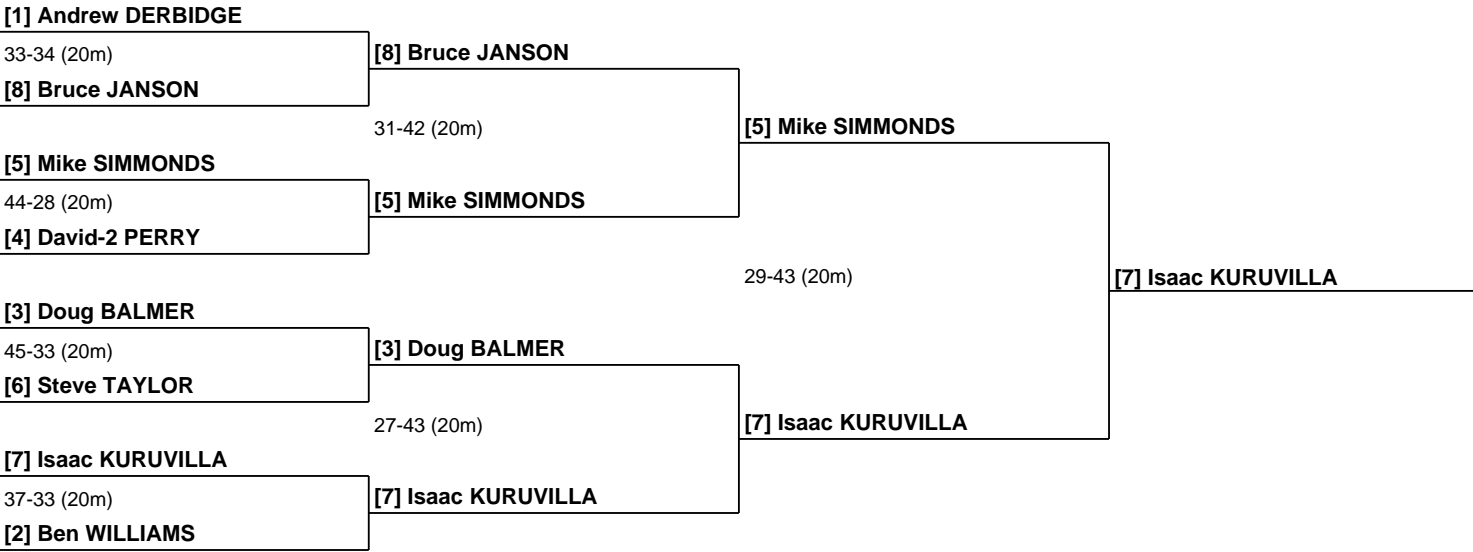 [1] Andrew DERBIDGE
33-34 (20m)
[8] Bruce JANSON
[5] Mike SIMMONDS
44-28 (20m)
[4] David-2 PERRY
[3] Doug BALMER
45-33 (20m)
[6] Steve TAYLOR
[7] Isaac KURUVILLA
37-33 (20m)
[2] Ben WILLIAMS
[8] Bruce JANSON
31-42 (20m)
[5] Mike SIMMONDS
[3] Doug BALMER
27-43 (20m)
[7] Isaac KURUVILLA
[5] Mike SIMMONDS
29-43 (20m)
[7] Isaac KURUVILLA
[7] Isaac KURUVILLA